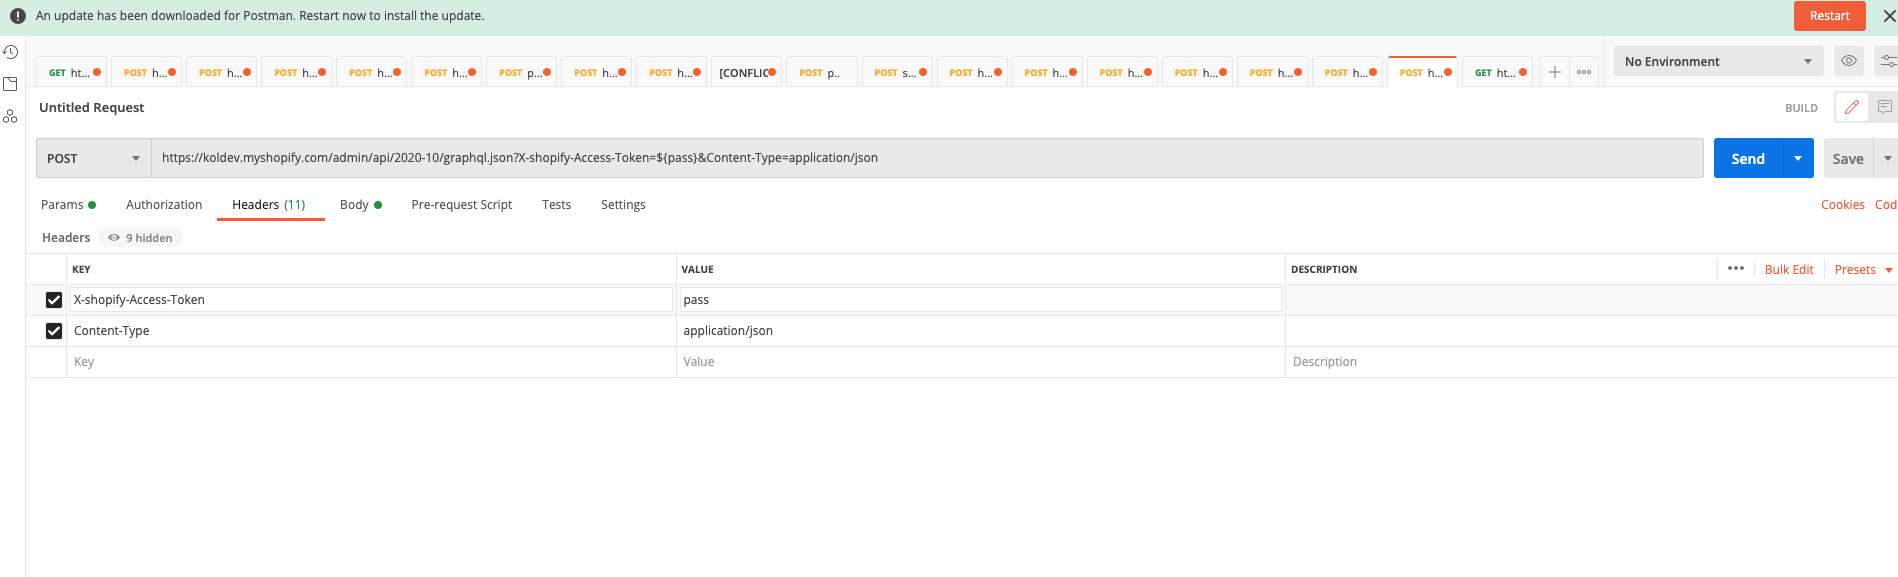 An update has been downloaded for Postman. Restart now to install the update.
Restart
GET ht...
POST h...
POST h...
POST h...
POST h...
POST h...
POST p...
POST h...
POST h...
[CONFLIC
POST p..
POST s...
POST h...
POST h...
POST h...
POST h...
POST h...
POST h...
POST h...
GET ht...
No Environment
Untitled Request
BUILD
POST
https://koldev.myshopify.com/admin/api/2020-10/graphql.json?X-shopify-Access-Token=${pass}&Content-Type=application/json
Send
Save
Params
Authorization
Headers (11)
Body
Pre-request Script
Tests
Settings
Cookies
Cod
Headers
9 hidden
KEY
VALUE
DESCRIPTION
Bulk Edit
Presets
X-shopify-Access-Token
pass
Content-Type
application/json
Key
Value
Description